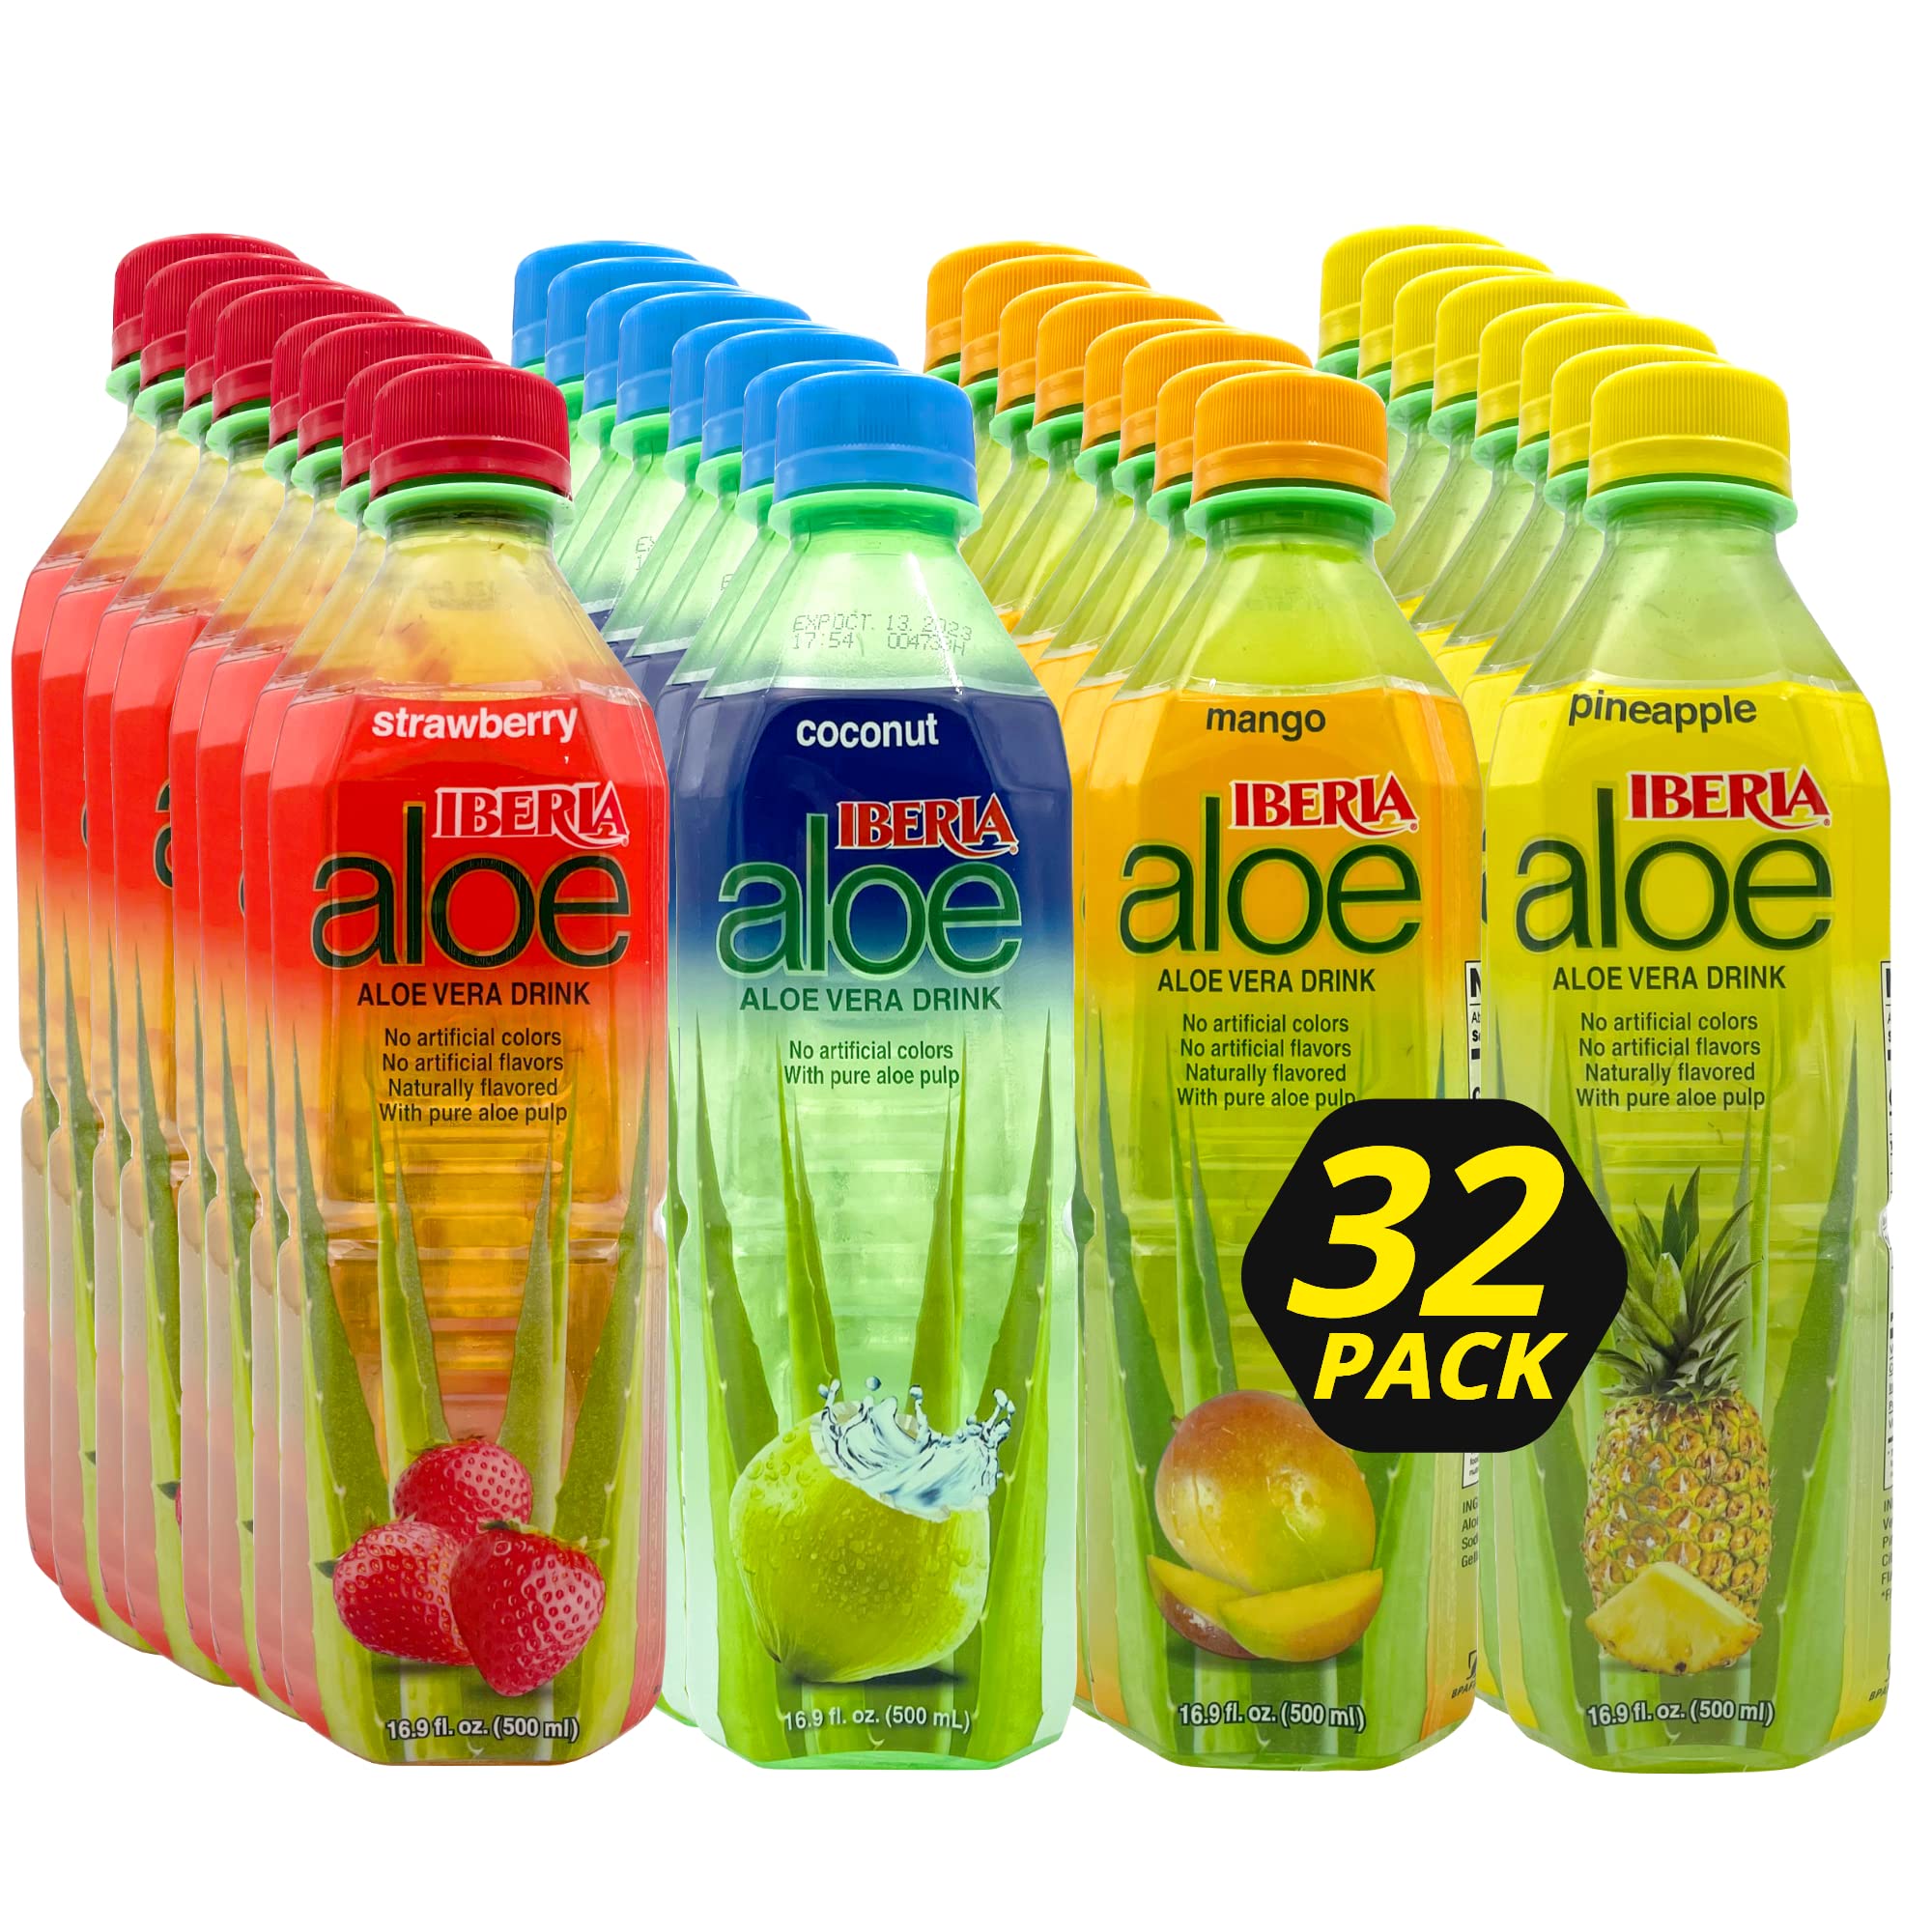 strawberry
IBERIA
aloe
ALOE VERA DRINK
No artificial colors
No artificial flavors
Naturally flavored
With pure aloe pulp
16.9 fl. oz. (500 ml)
EXP OCT. 13. 2023
17:54
coconut
IBERIA
aloe
ALOE VERA DRINK
No artificial colors
With pure aloe pulp
16.9 fl. oz. (500 mL)
mango
IBERIA
aloe
ALOE VERA DRINK
No artificial colors
No artificial flavors
Naturally flavored
With pure aloe pulp
16.9 fl. oz. (500 ml)
pineapple
IBERIA
aloe
ALOE VERA DRINK
No artificial colors
No artificial flavors
Naturally flavored
With pure aloe pulp
16.9 fl. oz. (500 ml)
32
PACK